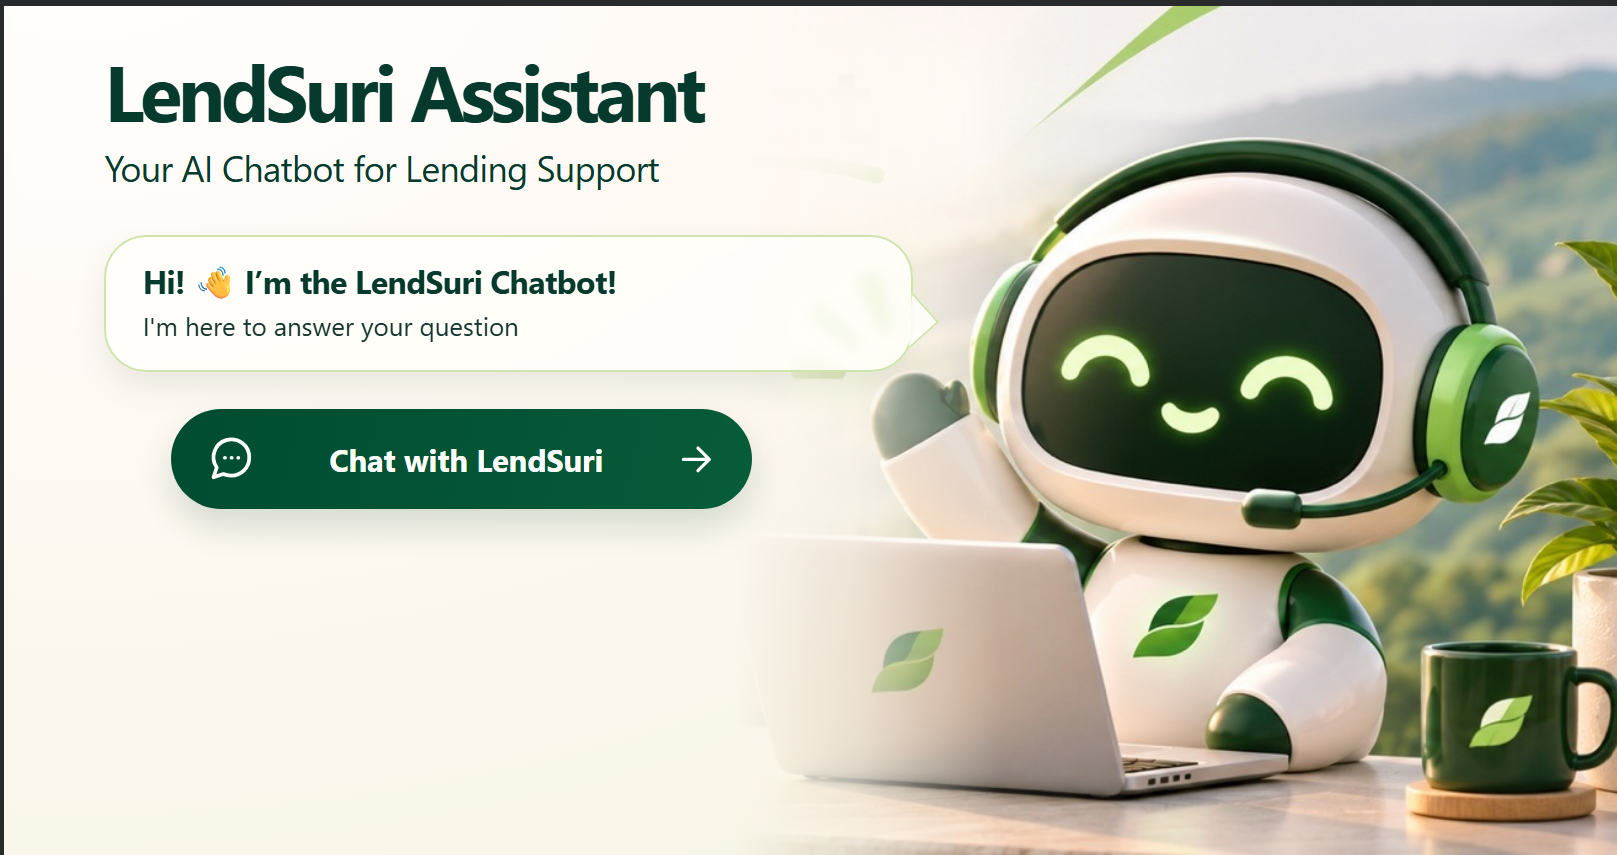 LendSuri Assistant
Your AI Chatbot for Lending Support
Hi! 👋 I’m the LendSuri Chatbot!
I'm here to answer your question
Chat with LendSuri